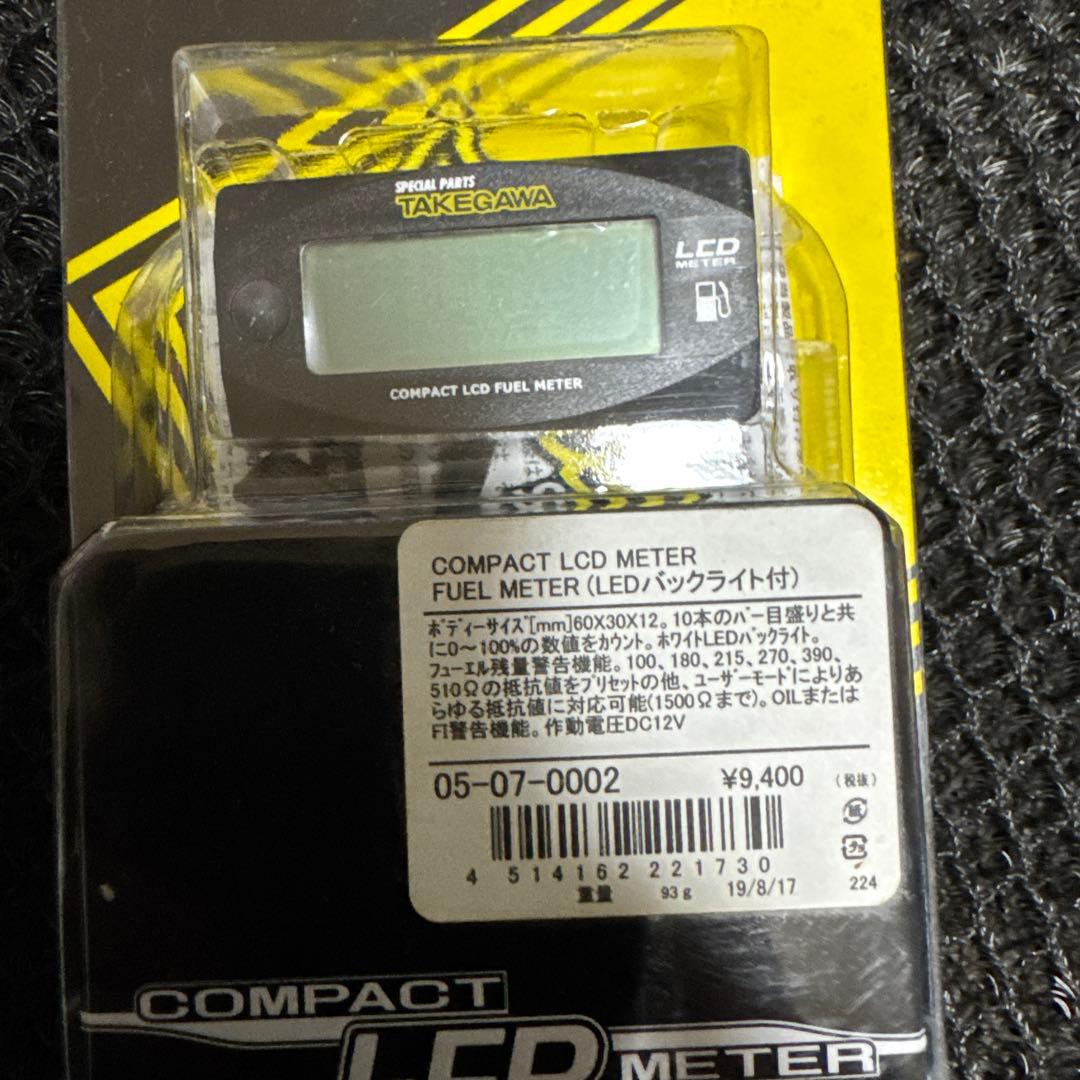 SPECIAL PARTS
TAKEGAWA
LCD
METER
COMPACT LCD FUEL METER
COMPACT LCD METER
FUEL METER (LEDバックライト付)
ﾎﾞﾃﾞｨｰｻｲｽﾞ[mm]60X30X12。10本のﾊﾞｰ目盛りと共
に0～100%の数値をｶｳﾝﾄ。ﾎﾜｲﾄLEDﾊﾞｯｸﾗｲﾄ。
ﾌｭｰｴﾙ残量警告機能。100、180、215、270、390、
510Ωの抵抗値をﾌﾟﾘｾｯﾄの他、ﾕｰｻﾞｰﾓｰﾄﾞによりあ
らゆる抵抗値に対応可能(1500Ωまで)。OILまたは
FI警告機能。作動電圧DC12V
05-07-0002 ¥9,400 (税抜)
紙
プラ
4 514162 221730
重量 93g 19/8/17 224
COMPACT
LCD METER